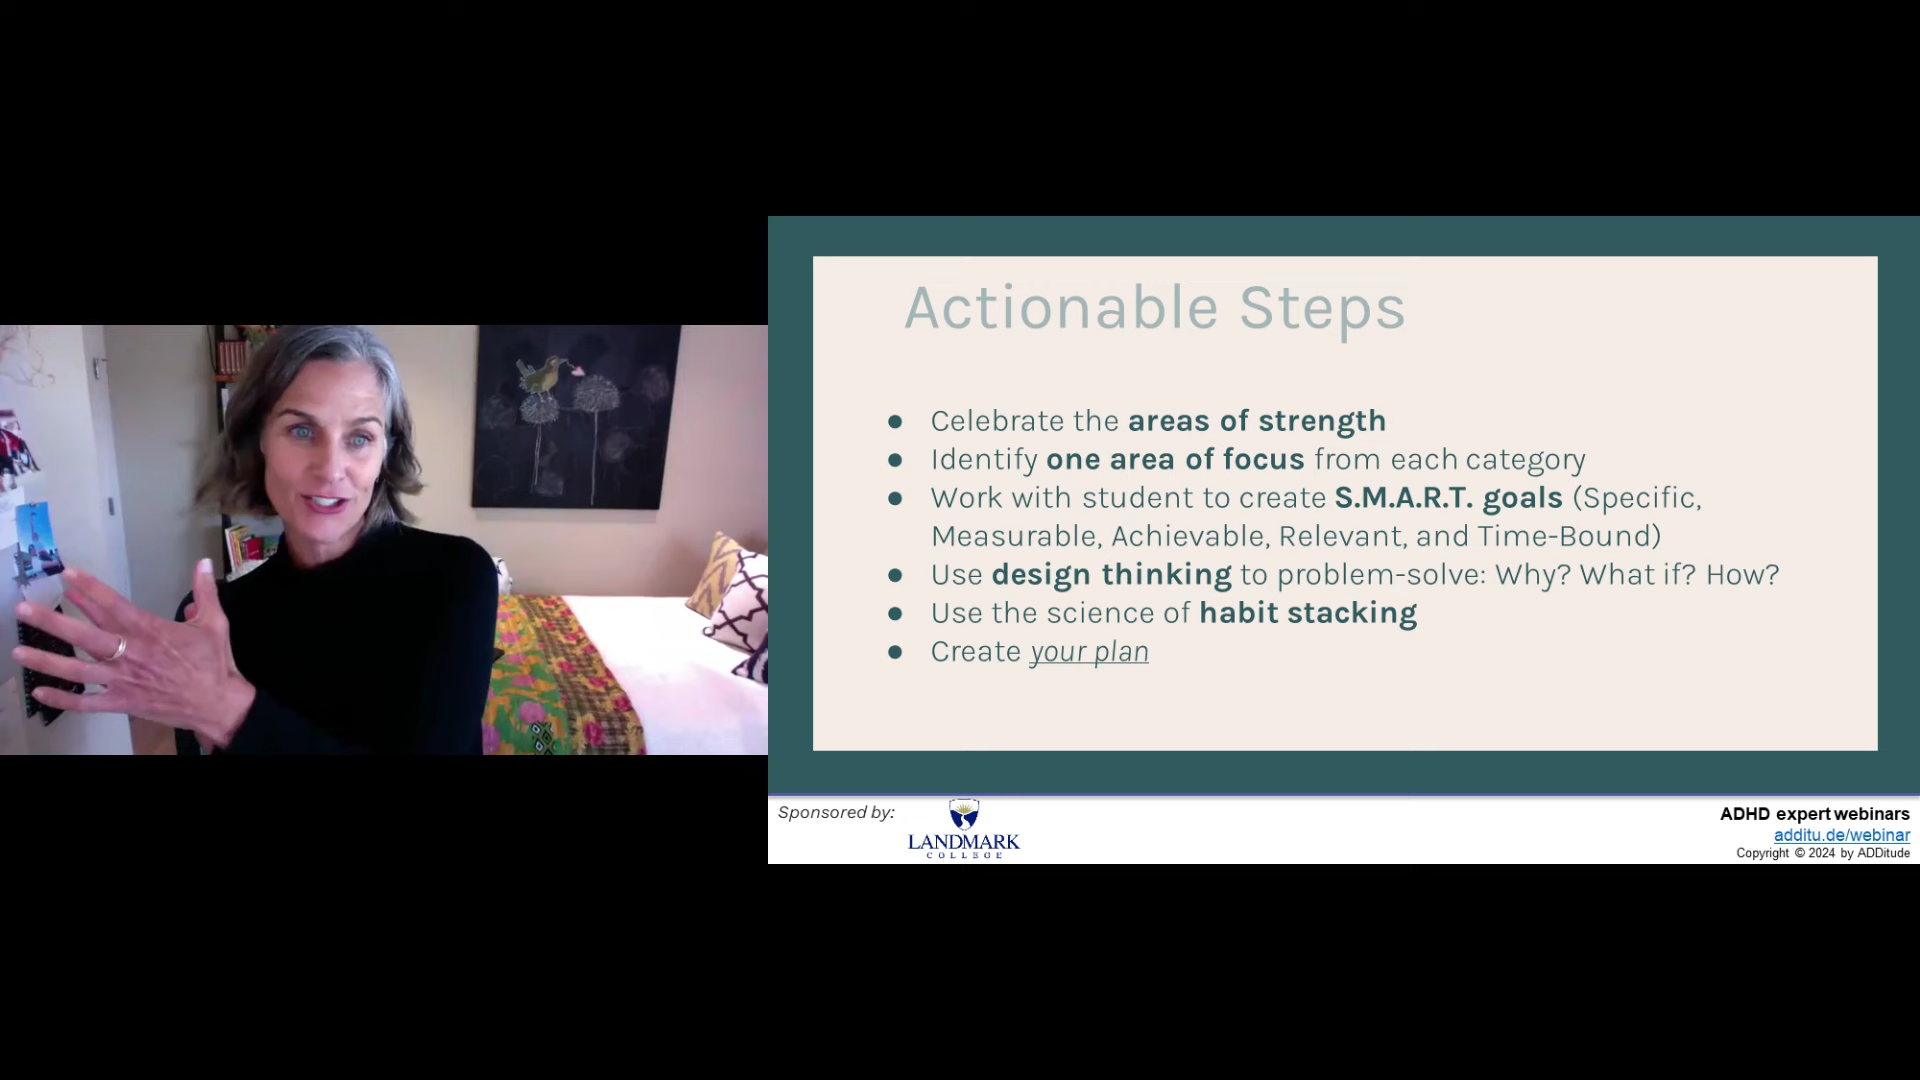 Actionable Steps
● Celebrate the areas of strength
● Identify one area of focus from each category
● Work with student to create S.M.A.R.T. goals (Specific,
Measurable, Achievable, Relevant, and Time-Bound)
● Use design thinking to problem-solve: Why? What if? How?
● Use the science of habit stacking
● Create your plan
Sponsored by:
LANDMARK
COLLEGE
ADHD expert webinars
additu.de/webinar
Copyright © 2024 by ADDitude